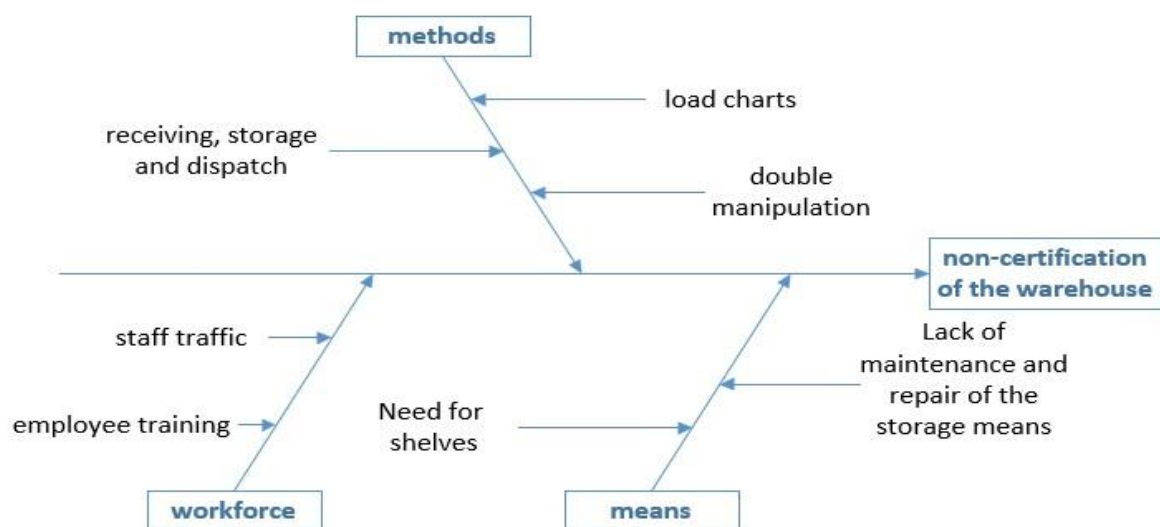 methods
load charts
receiving, storage
and dispatch
double
manipulation
non-certification
of the warehouse
staff traffic
Lack of
maintenance and
repair of the
storage means
Need for
shelves
employee training
workforce
means